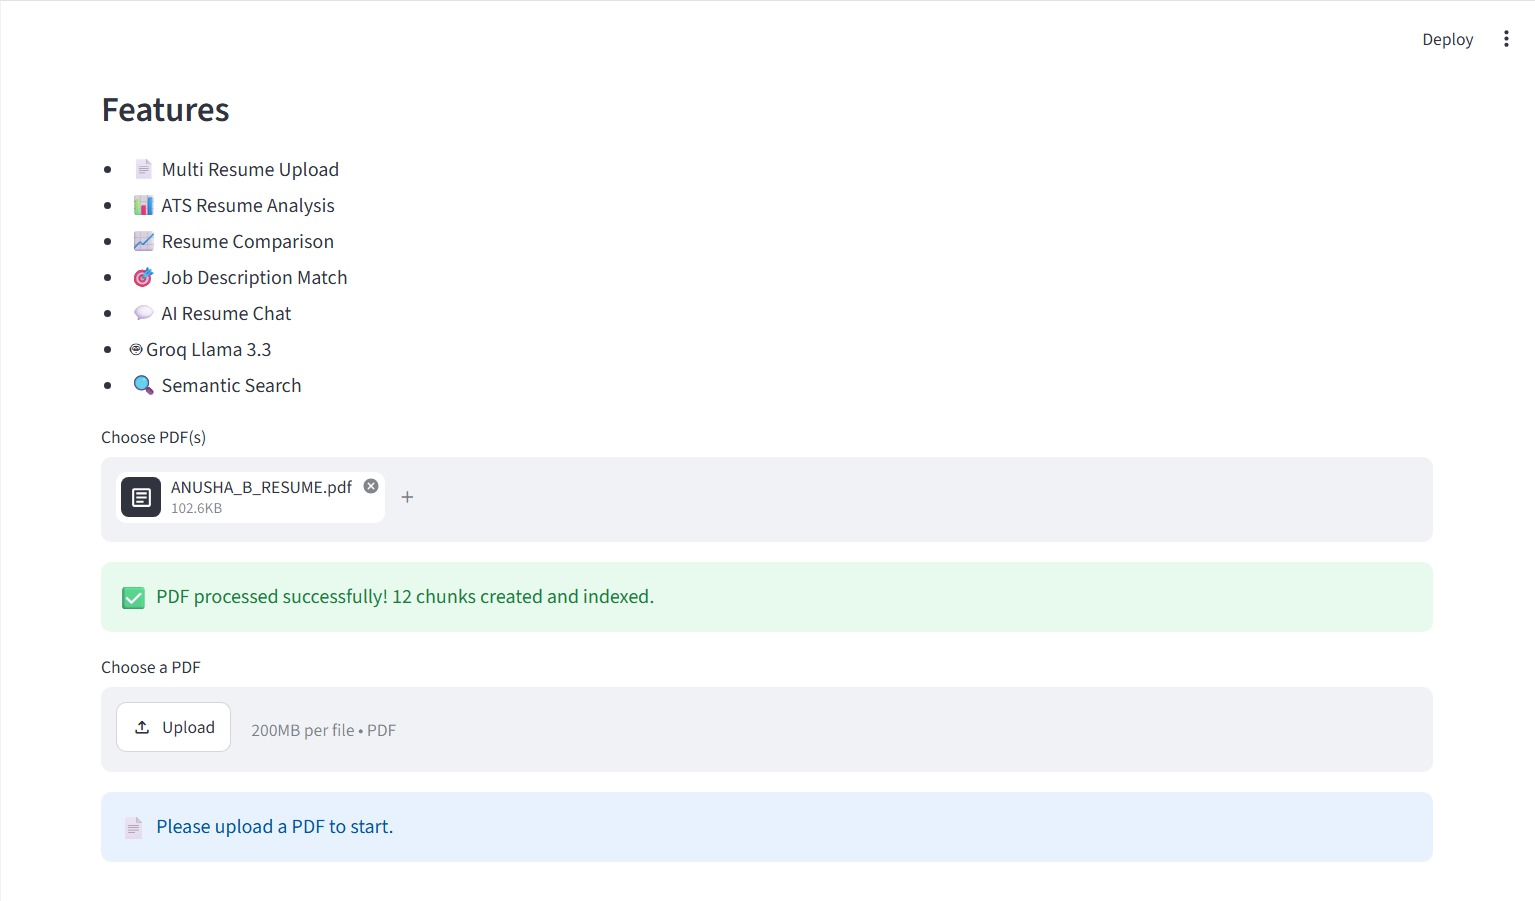 Deploy
Features
Multi Resume Upload
ATS Resume Analysis
Resume Comparison
Job Description Match
AI Resume Chat
Groq Llama 3.3
Semantic Search
Choose PDF(s)
ANUSHA_B_RESUME.pdf
102.6KB
PDF processed successfully! 12 chunks created and indexed.
Choose a PDF
Upload 200MB per file • PDF
Please upload a PDF to start.